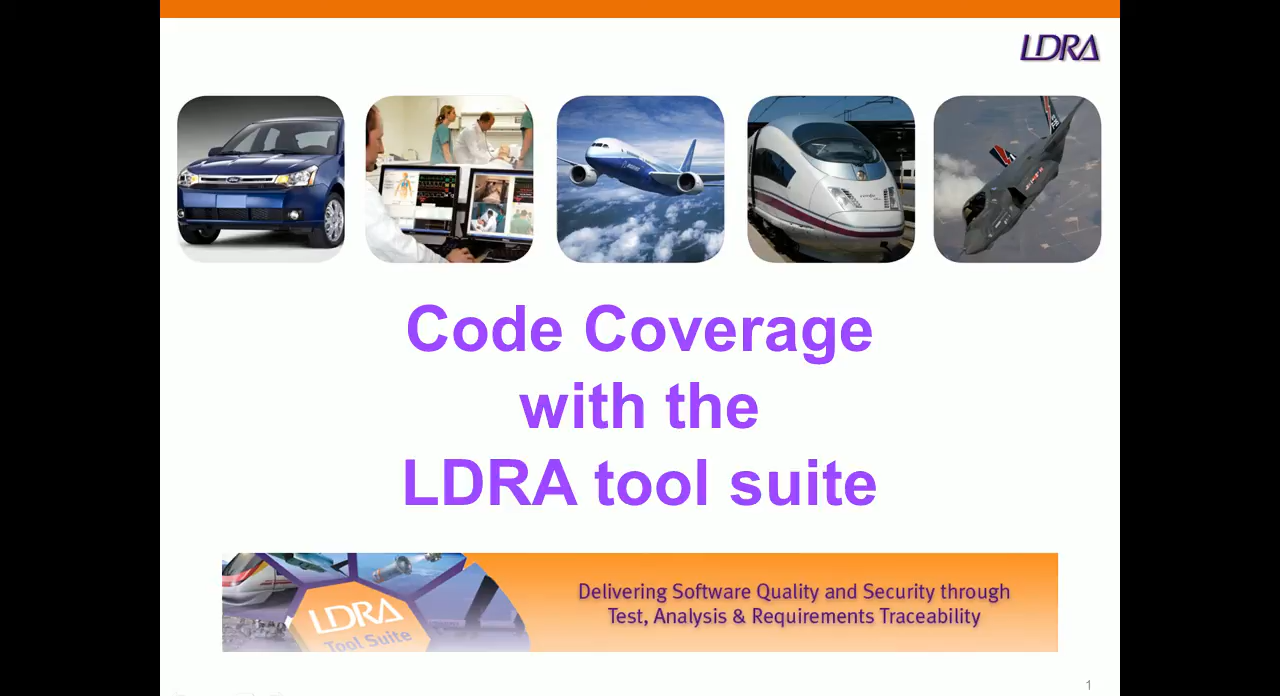 LDRA
Code Coverage
with the
LDRA tool suite
LDRA
Tool Suite
Delivering Software Quality and Security through
Test, Analysis & Requirements Traceability
1